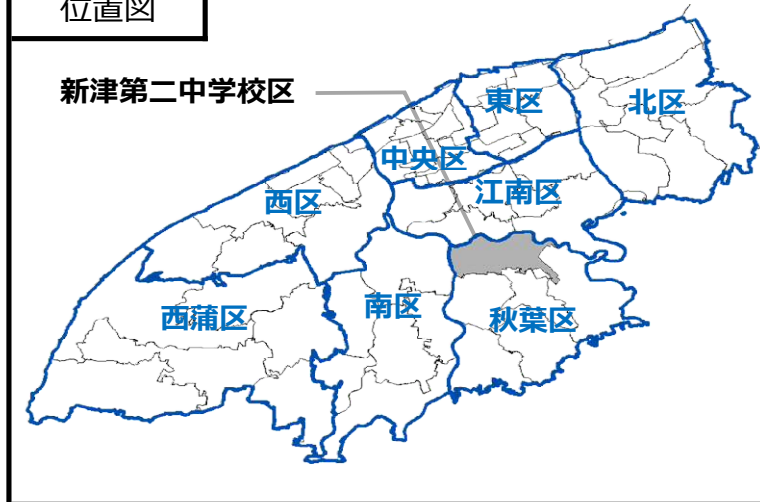 位置図
新津第二中学校区
東区
北区
中央区
江南区
西区
西蒲区
南区
秋葉区